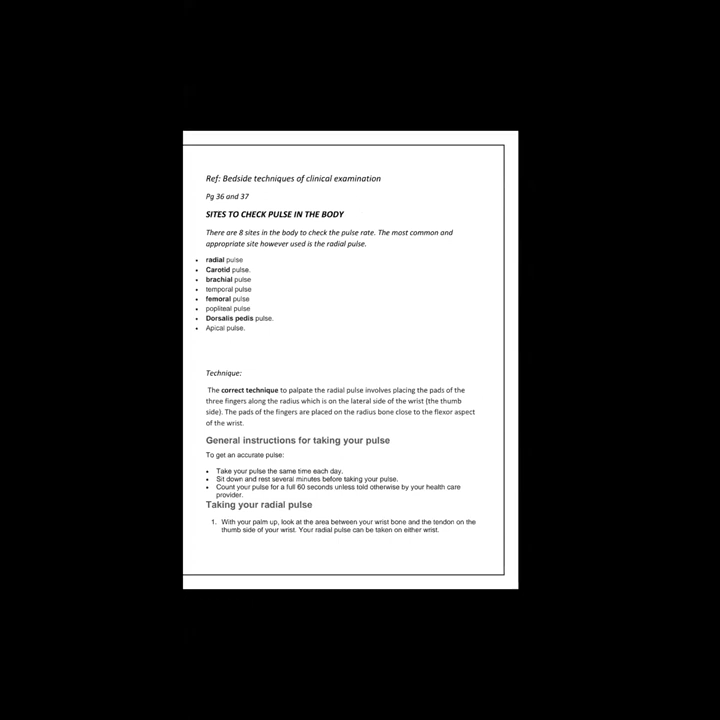 Ref: Bedside techniques of clinical examination
Pg 36 and 37
SITES TO CHECK PULSE IN THE BODY
There are 8 sites in the body to check the pulse rate. The most common and
appropriate site however used is the radial pulse.
• radial pulse
• Carotid pulse.
• brachial pulse
• temporal pulse
• femoral pulse
• popliteal pulse
• Dorsalis pedis pulse.
• Apical pulse.
Technique:
The correct technique to palpate the radial pulse involves placing the pads of the
three fingers along the radius which is on the lateral side of the wrist (the thumb
side). The pads of the fingers are placed on the radius bone close to the flexor aspect
of the wrist.
General instructions for taking your pulse
To get an accurate pulse:
• Take your pulse the same time each day.
• Sit down and rest several minutes before taking your pulse.
• Count your pulse for a full 60 seconds unless told otherwise by your health care
provider.
Taking your radial pulse
1. With your palm up, look at the area between your wrist bone and the tendon on the
thumb side of your wrist. Your radial pulse can be taken on either wrist.